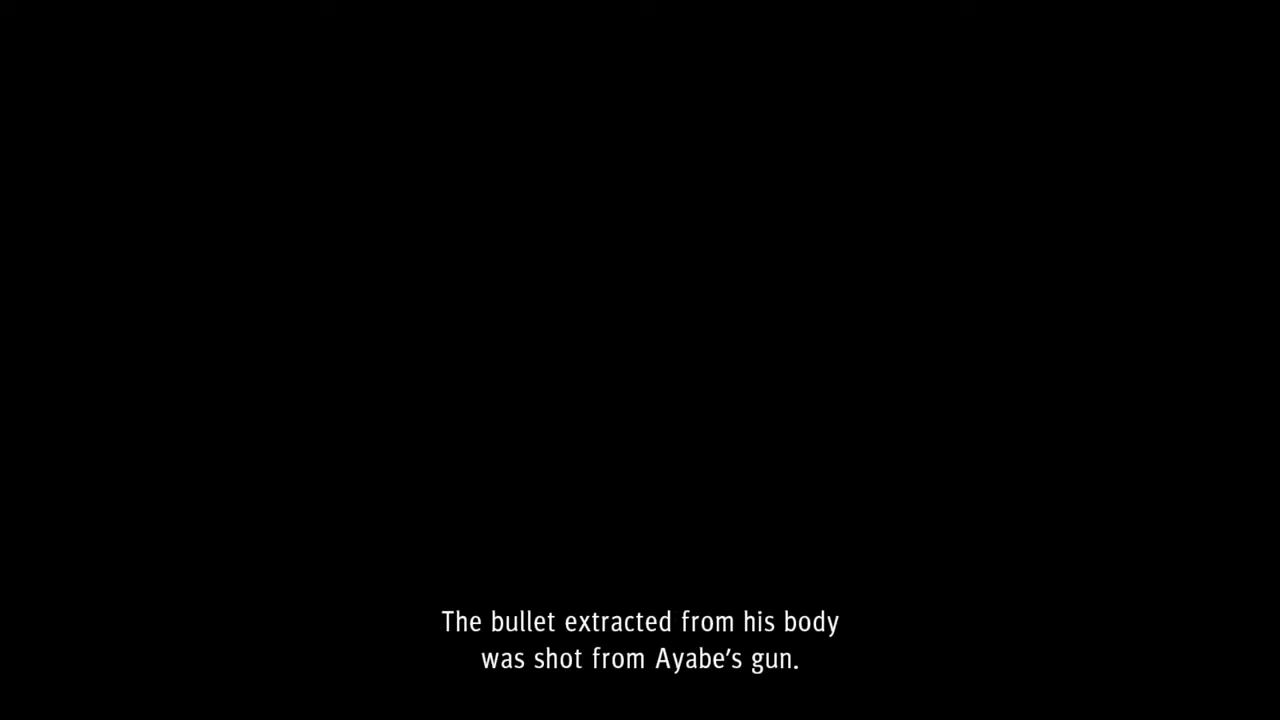 The bullet extracted from his body
was shot from Ayabe's gun.